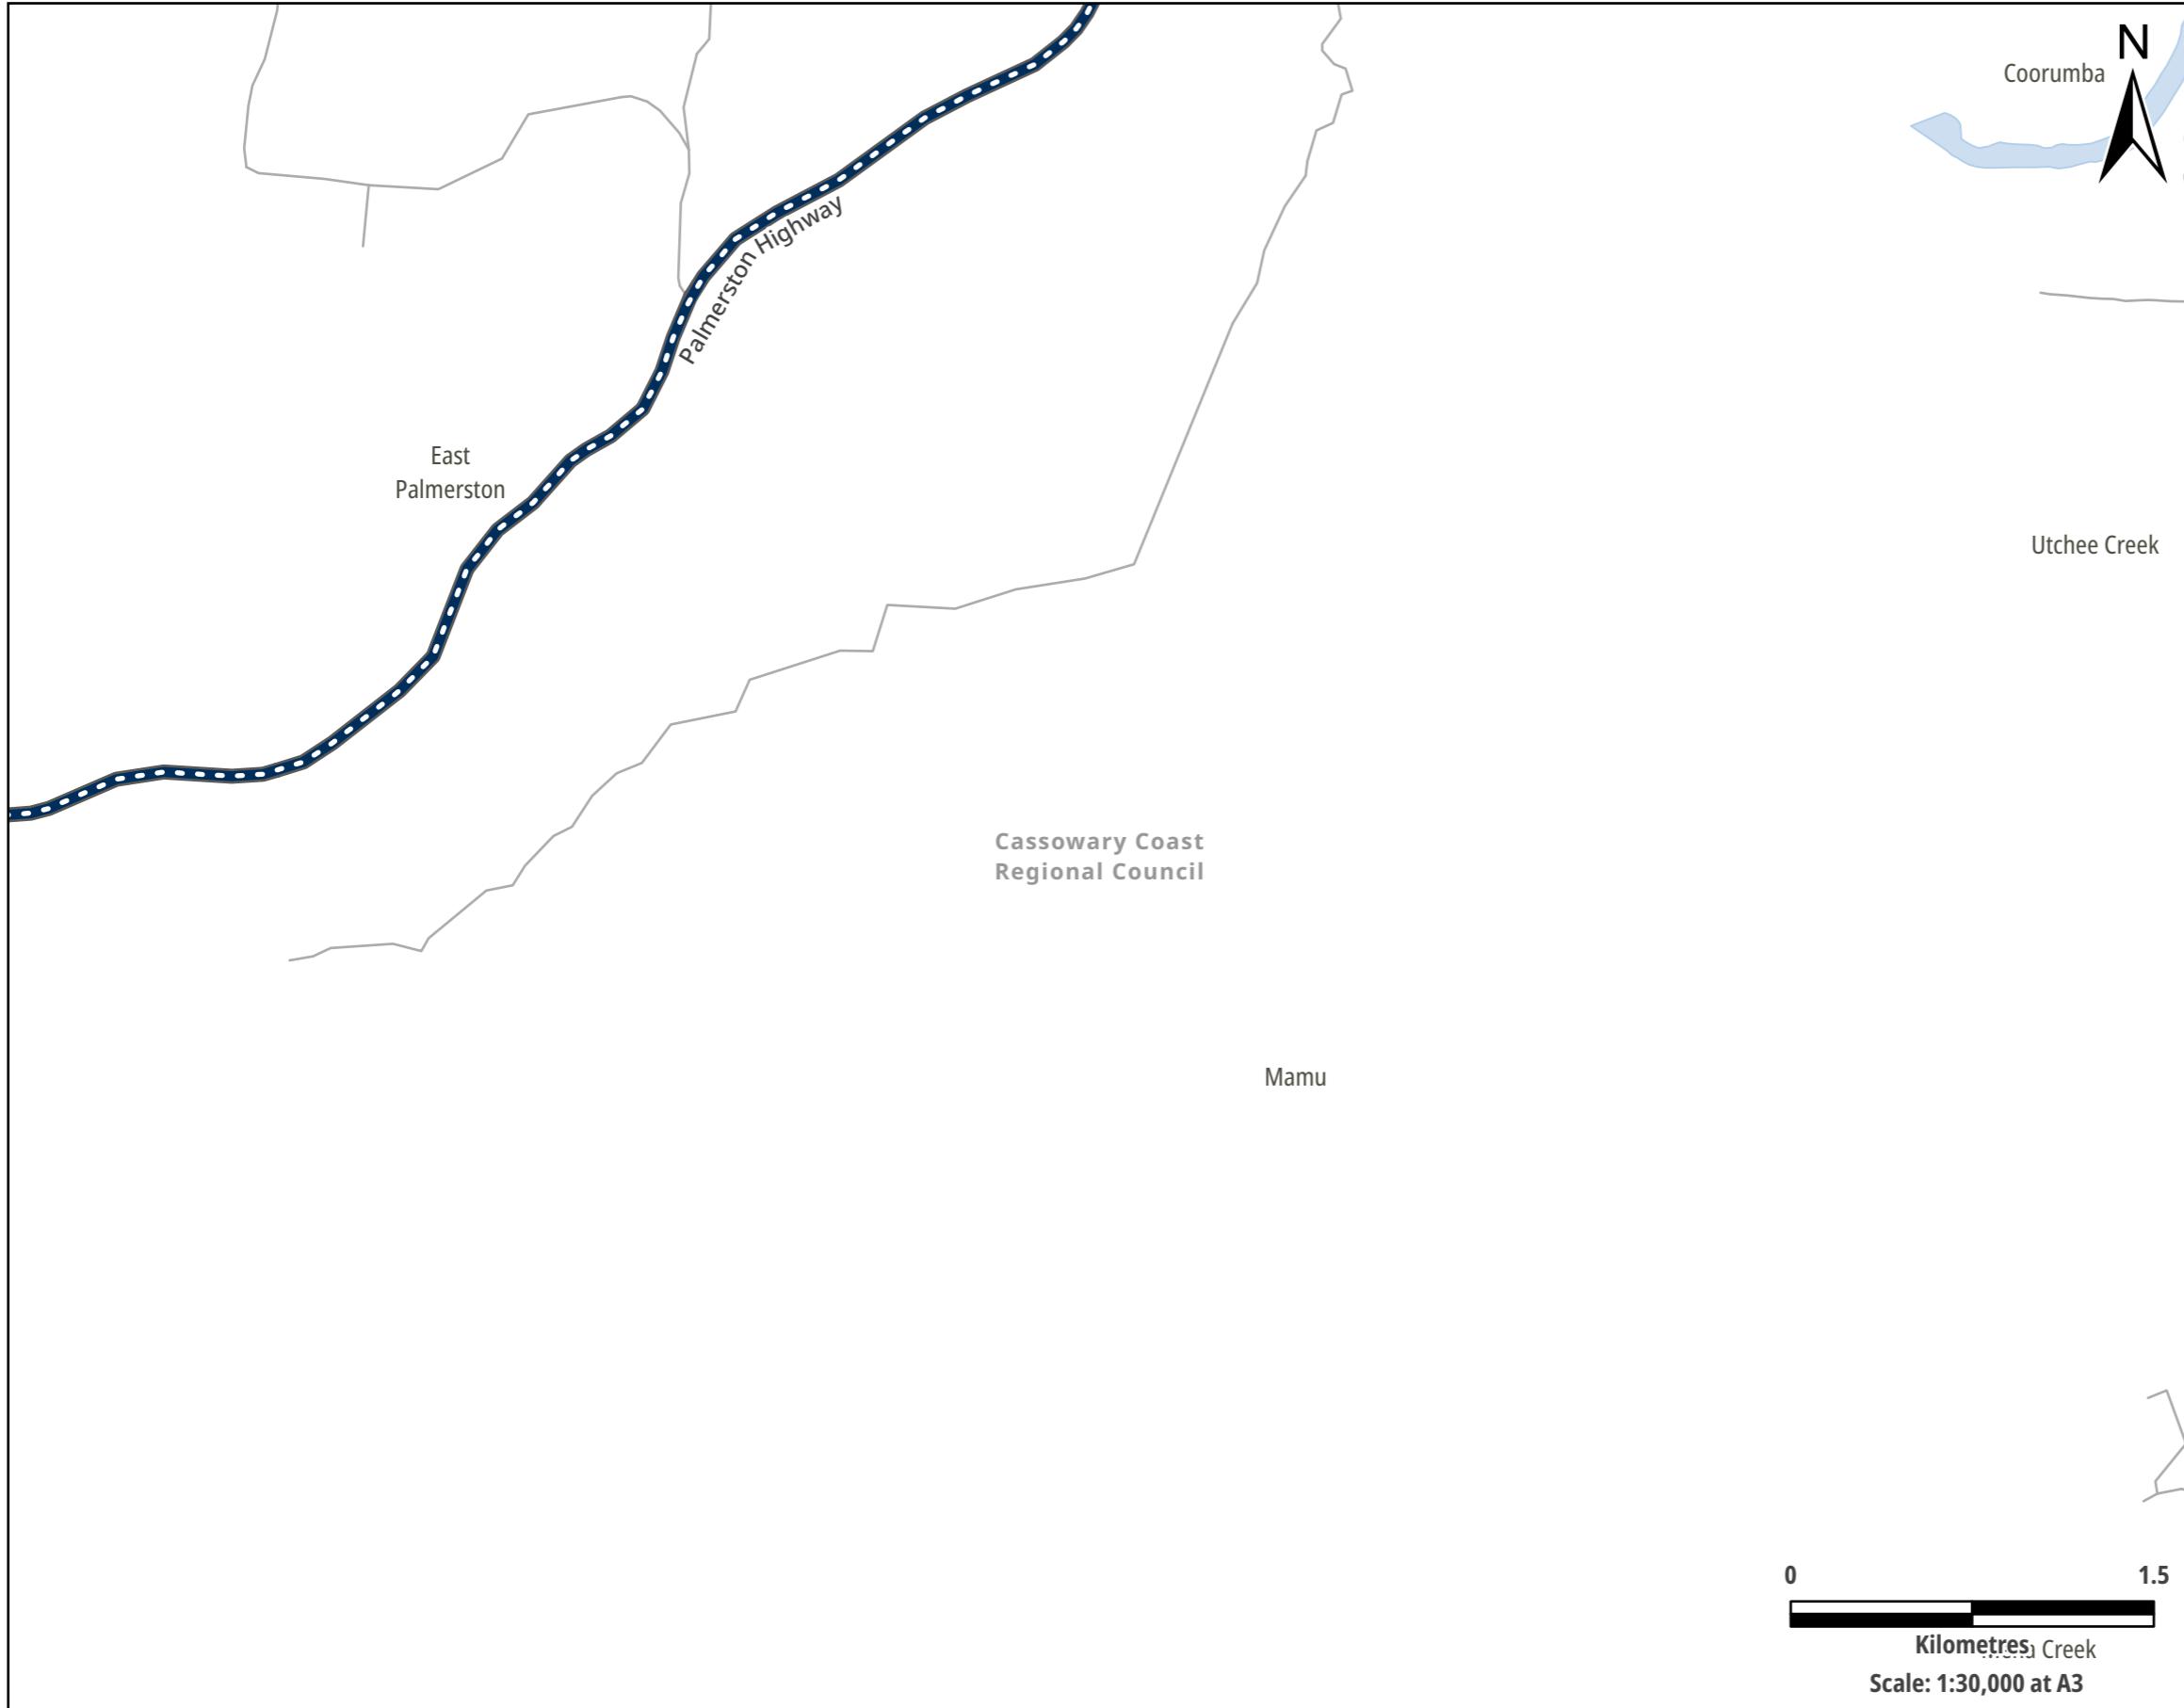 N
Coorumba
Palmerston Highway
East
Palmerston
Utchee Creek
Cassowary Coast
Regional Council
Mamu
0 1.5
Kilometres
Creek
Scale: 1:30,000 at A3